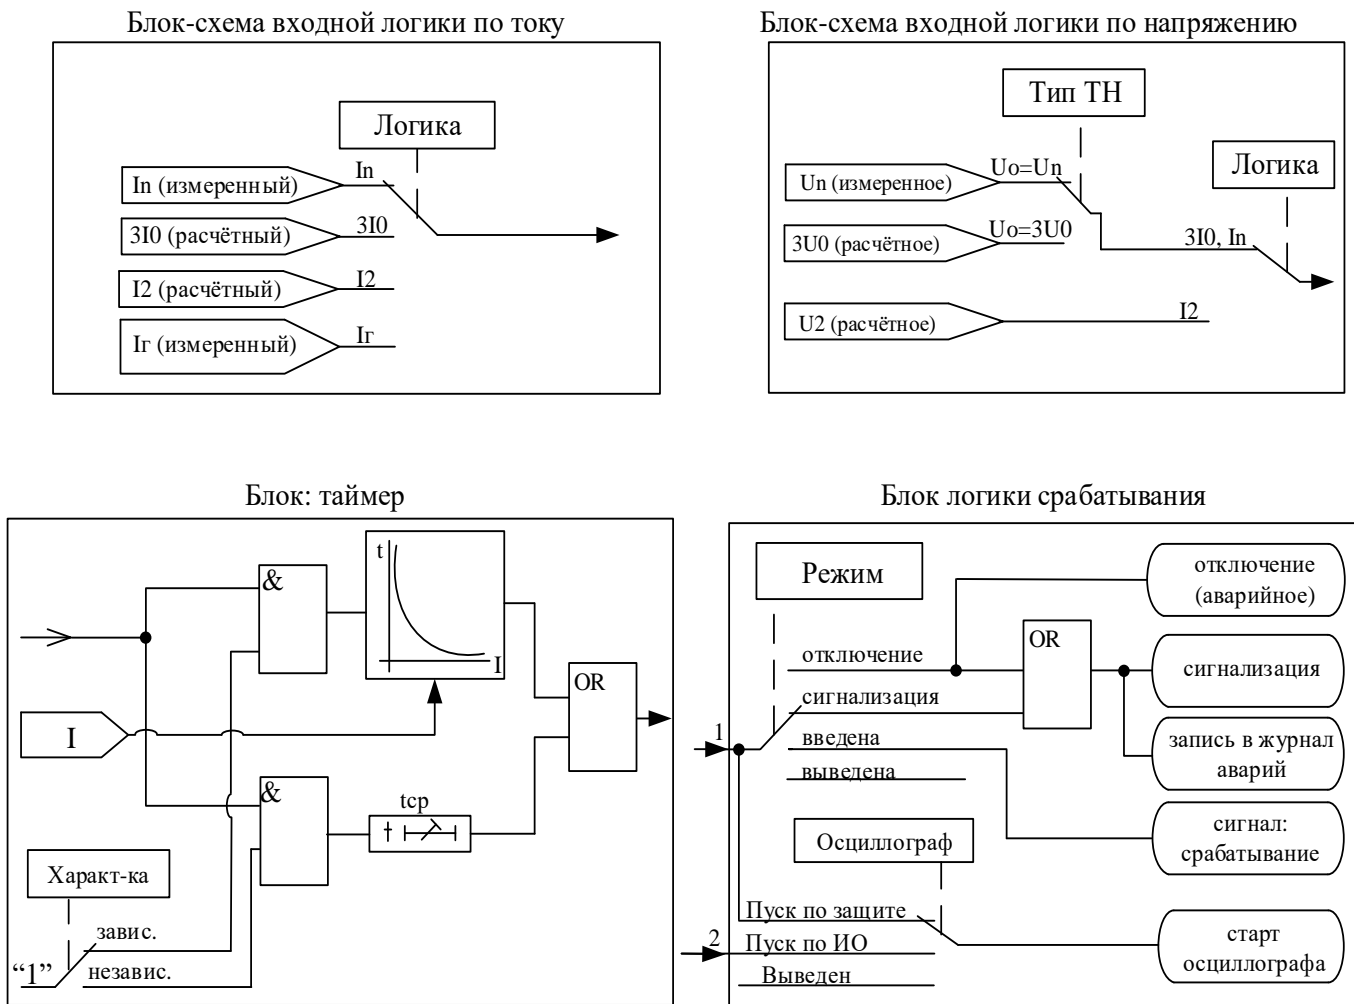 Блок-схема входной логики по току
Логика
In (измеренный)
In
3I0 (расчётный)
3I0
I2 (расчётный)
I2
Iг (измеренный)
Iг
Блок-схема входной логики по напряжению
Тип ТН
Логика
Un (измеренное)
Uo=Un
3U0 (расчётное)
Uo=3U0
3I0, In
U2 (расчётное)
I2
Блок: таймер
&
t
I
OR
I
&
tср
Характ-ка
завис.
“1”
независ.
Блок логики срабатывания
Режим
отключение
(аварийное)
OR
отключение
сигнализация
сигнализация
1
введена
запись в журнал
аварий
выведена
сигнал:
срабатывание
Осциллограф
Пуск по защите
2
Пуск по ИО
старт
осциллографа
Выведен